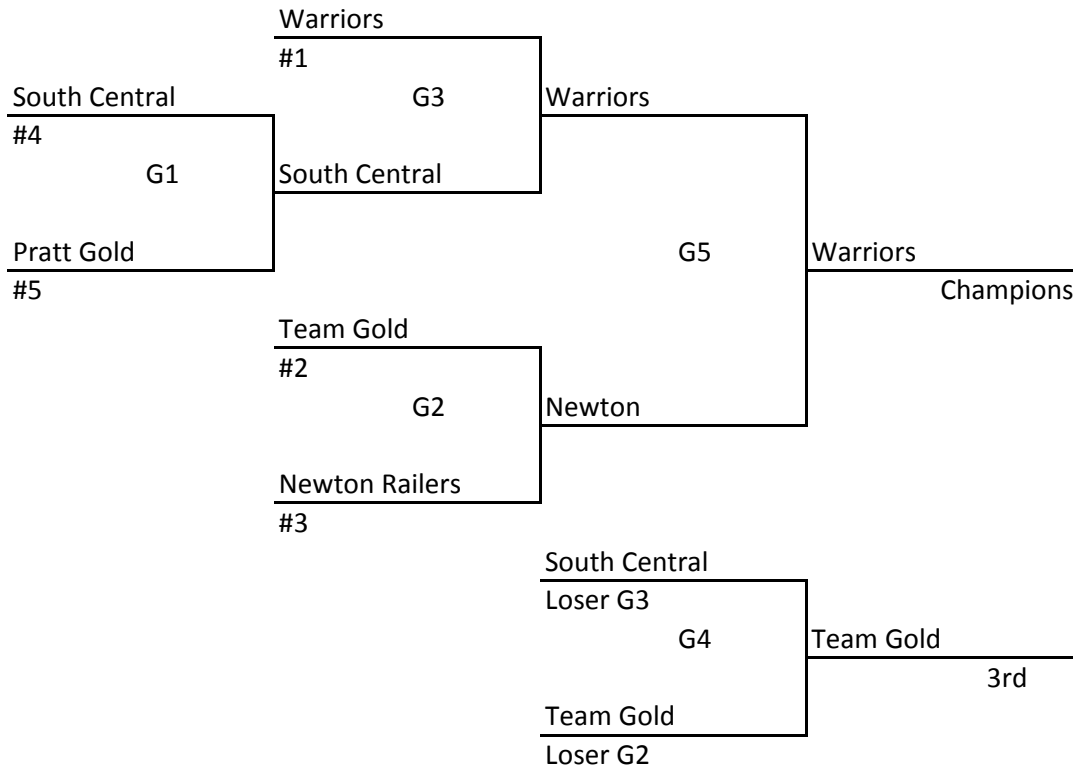 Warriors
#1
South Central
G3
Warriors
#4
G1
South Central
Pratt Gold
G5
Warriors
#5
Champions
Team Gold
#2
G2
Newton
Newton Railers
#3
South Central
Loser G3
G4
Team Gold
3rd
Team Gold
Loser G2